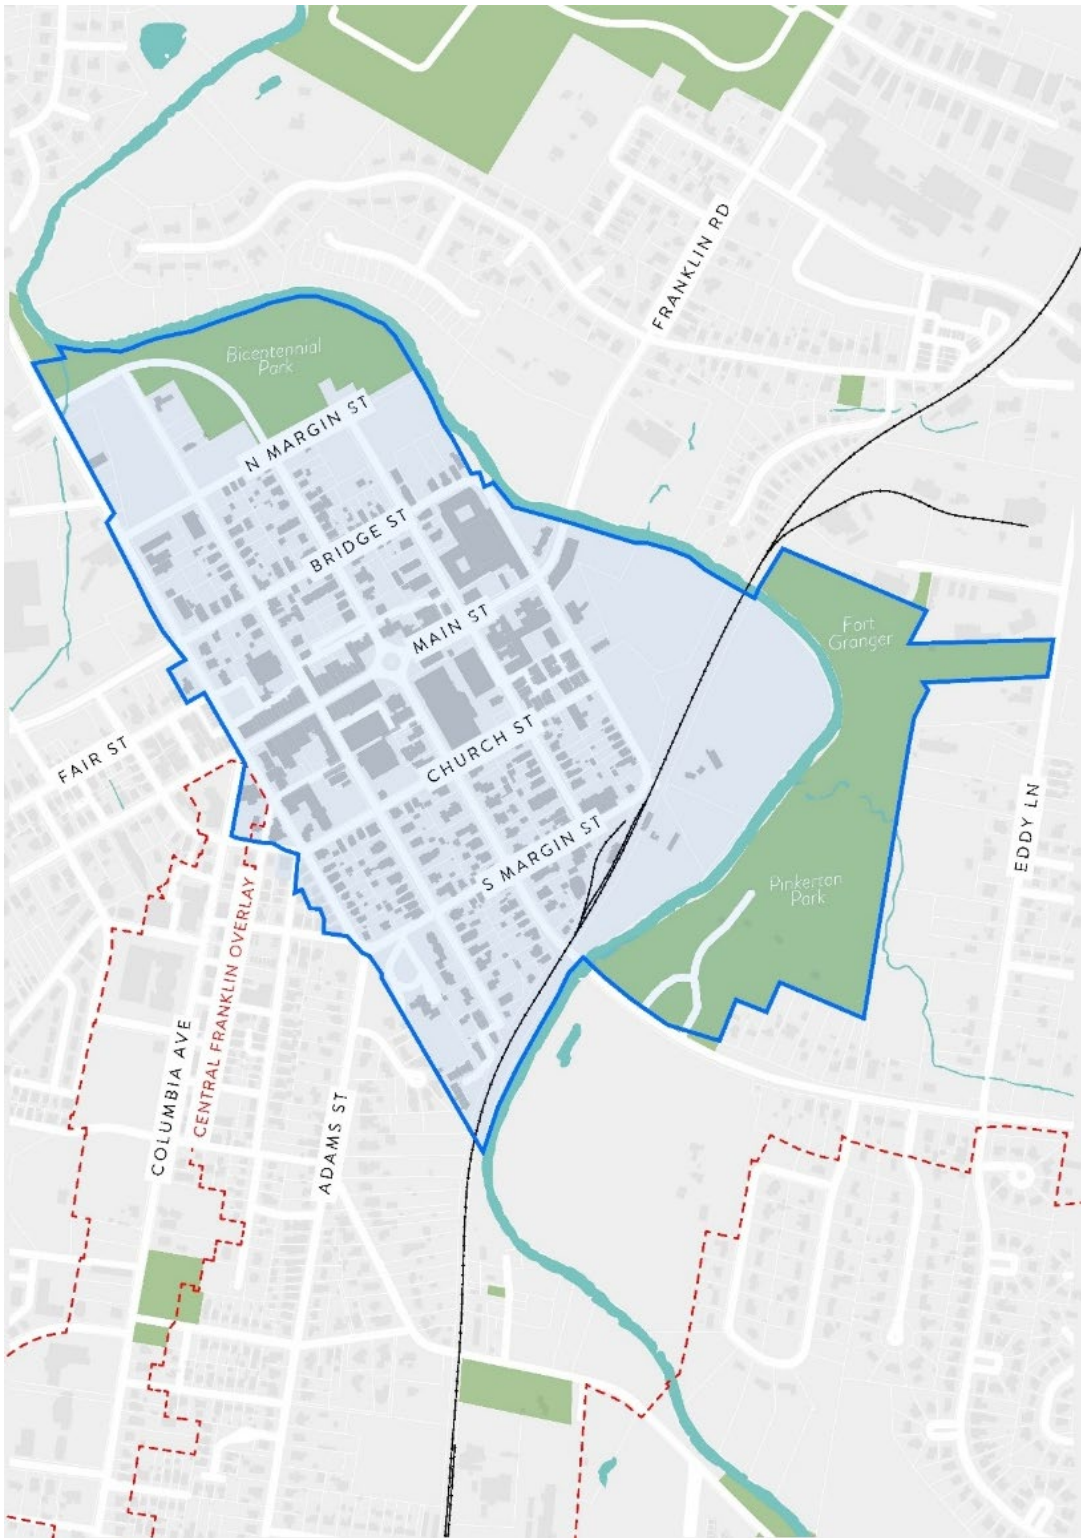 FRANKLIN RD
Bicentennial
Park
N MARGIN ST
BRIDGE ST
MAIN ST
Fort
Granger
CHURCH ST
FAIR ST
S MARGIN ST
EDDY LN
Pinkerton
Park
COLUMBIA AVE
CENTRAL FRANKLIN OVERLAY
ADAMS ST